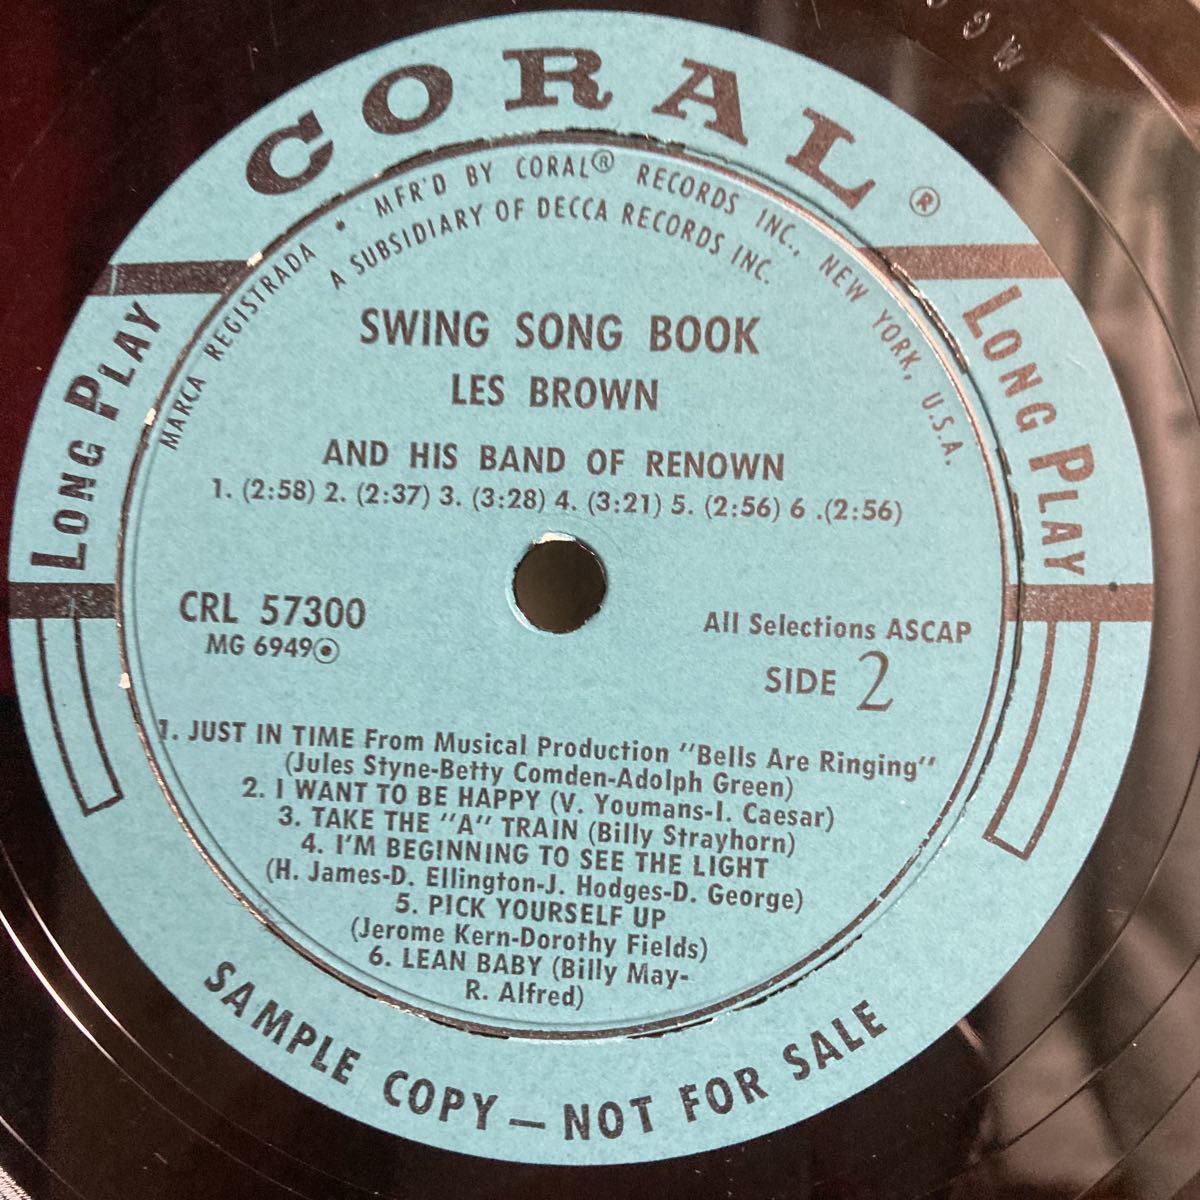 CORAL®
MARCA REGISTRADA • MFR'D BY CORAL® RECORDS INC., NEW YORK, U.S.A.
A SUBSIDIARY OF DECCA RECORDS INC.
LONG PLAY
LONG PLAY
SWING SONG BOOK
LES BROWN
AND HIS BAND OF RENOWN
1. (2:58) 2. (2:37) 3. (3:28) 4. (3:21) 5. (2:56) 6 .(2:56)
CRL 57300
MG 6949
All Selections ASCAP
SIDE 2
1. JUST IN TIME From Musical Production "Bells Are Ringing"
(Jules Styne-Betty Comden-Adolph Green)
2. I WANT TO BE HAPPY (V. Youmans-I. Caesar)
3. TAKE THE "A" TRAIN (Billy Strayhorn)
4. I'M BEGINNING TO SEE THE LIGHT
(H. James-D. Ellington-J. Hodges-D. George)
5. PICK YOURSELF UP
(Jerome Kern-Dorothy Fields)
6. LEAN BABY (Billy May-
R. Alfred)
SAMPLE COPY — NOT FOR SALE